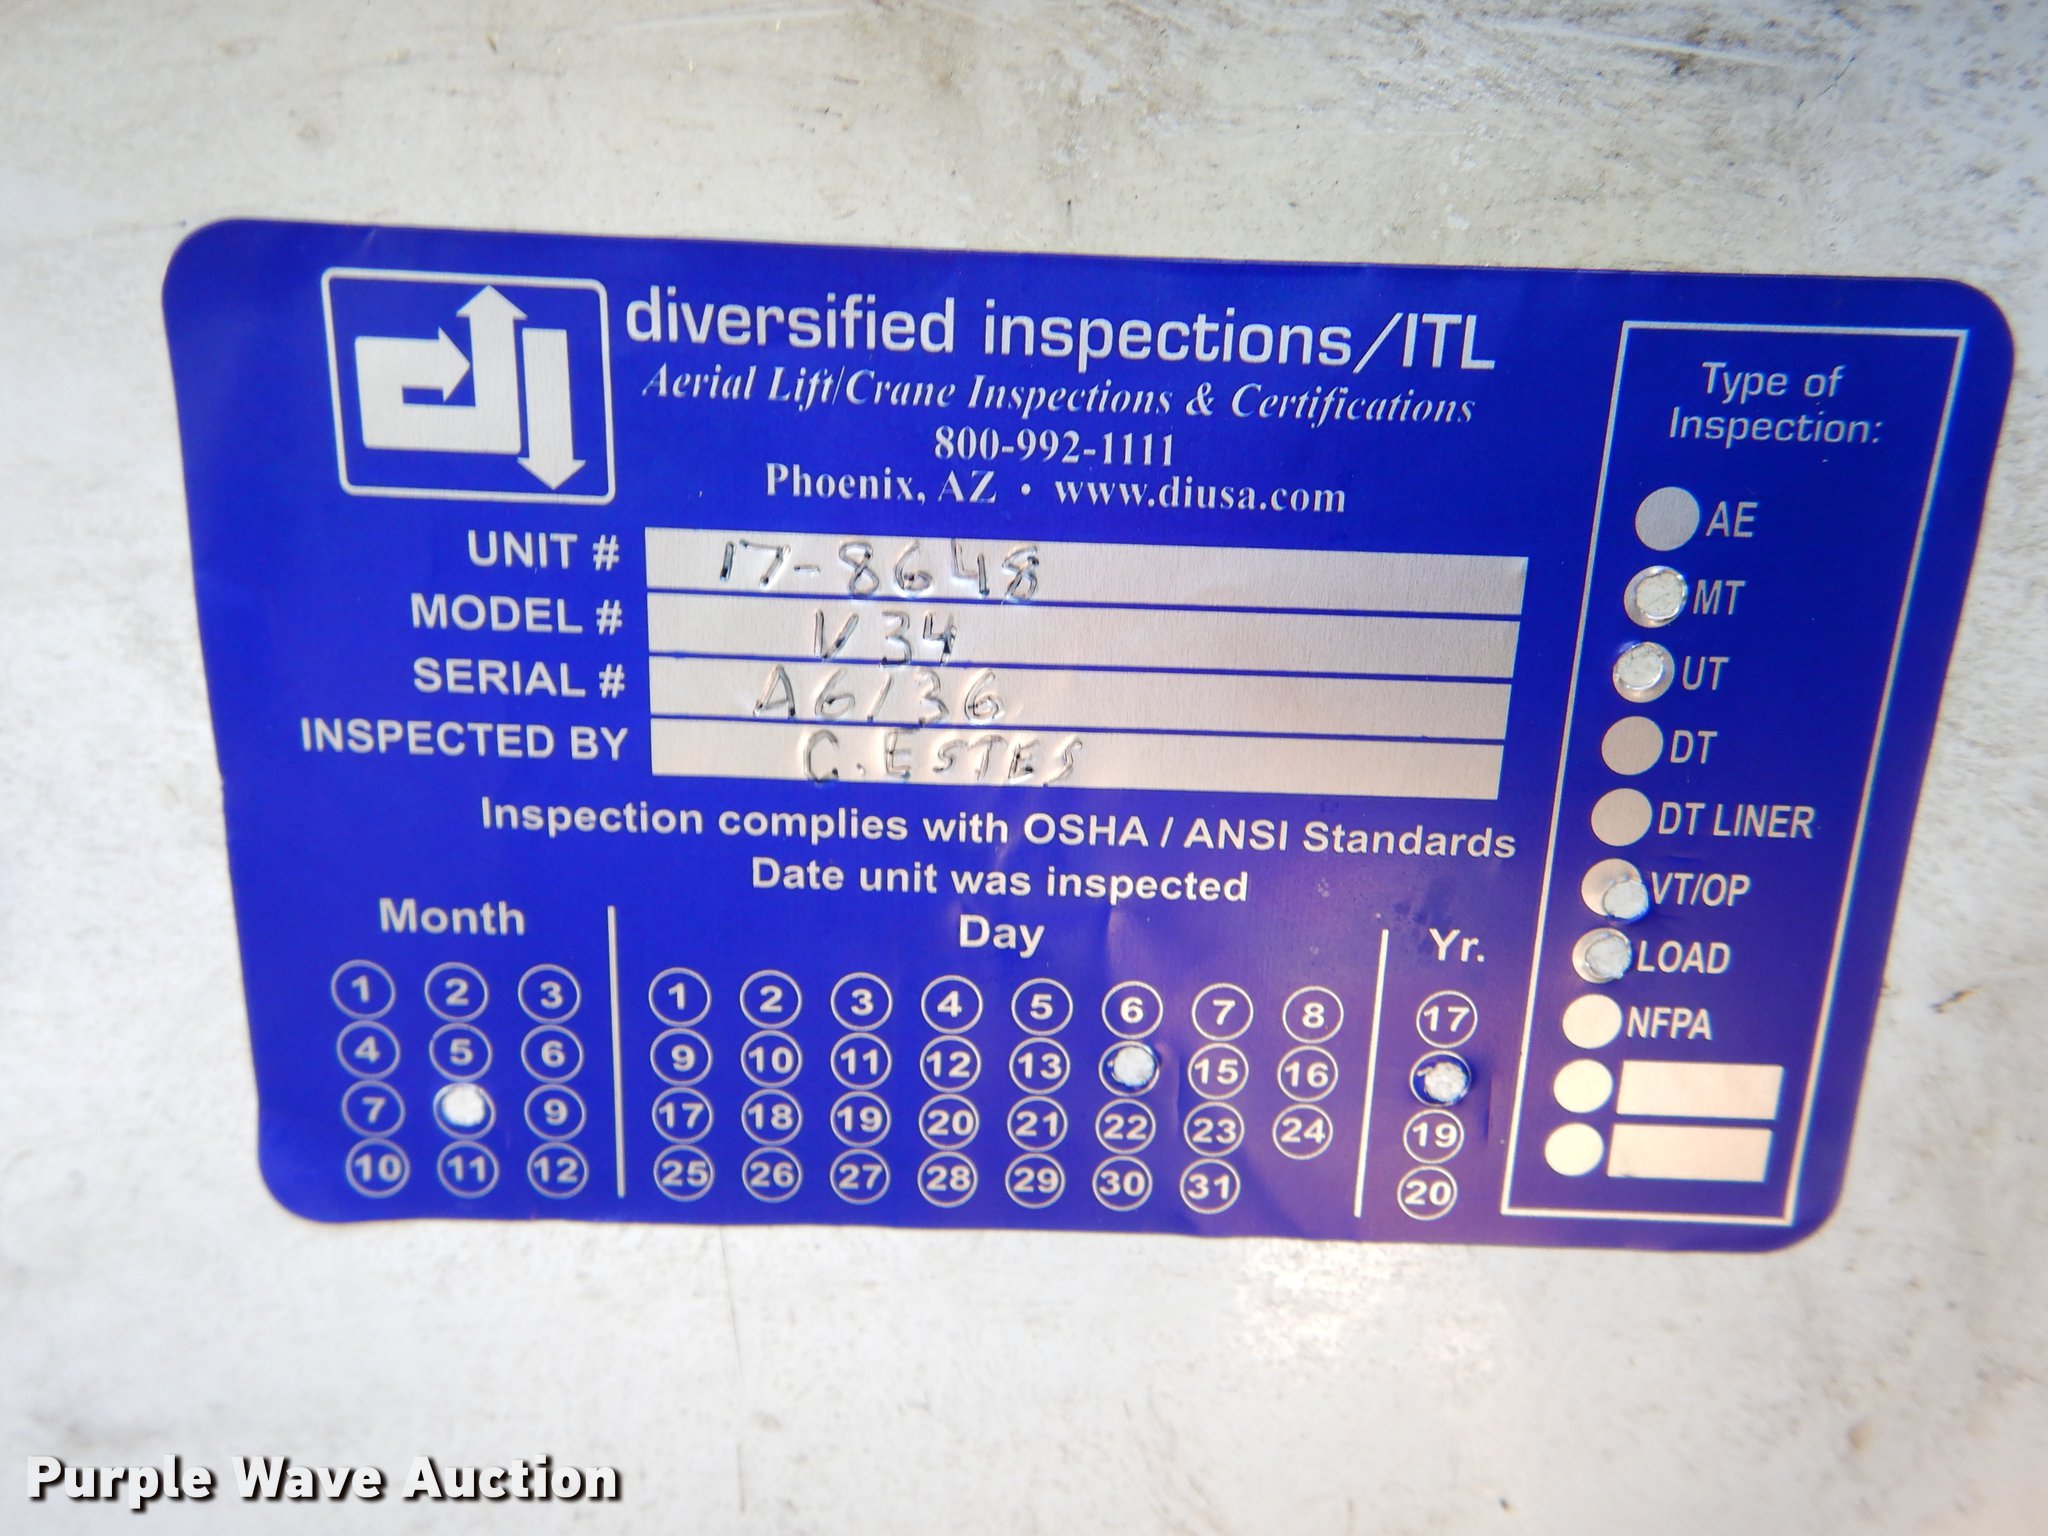 diversified inspections/ITL
Aerial Lift/Crane Inspections & Certifications
800-992-1111
Phoenix, AZ • www.diusa.com
UNIT # 17-8648
MODEL # V34
SERIAL # A6136
INSPECTED BY C. ESTES
Inspection complies with OSHA / ANSI Standards
Date unit was inspected
Month
1 2 3
4 5 6
7 9
10 11 12
Day
1 2 3 4 5 6 7 8
9 10 11 12 13 15 16
17 18 19 20 21 22 23 24
25 26 27 28 29 30 31
Yr.
17
19
20
Type of
Inspection:
AE
MT
UT
DT
DT LINER
VT/OP
LOAD
NFPA
Purple Wave Auction